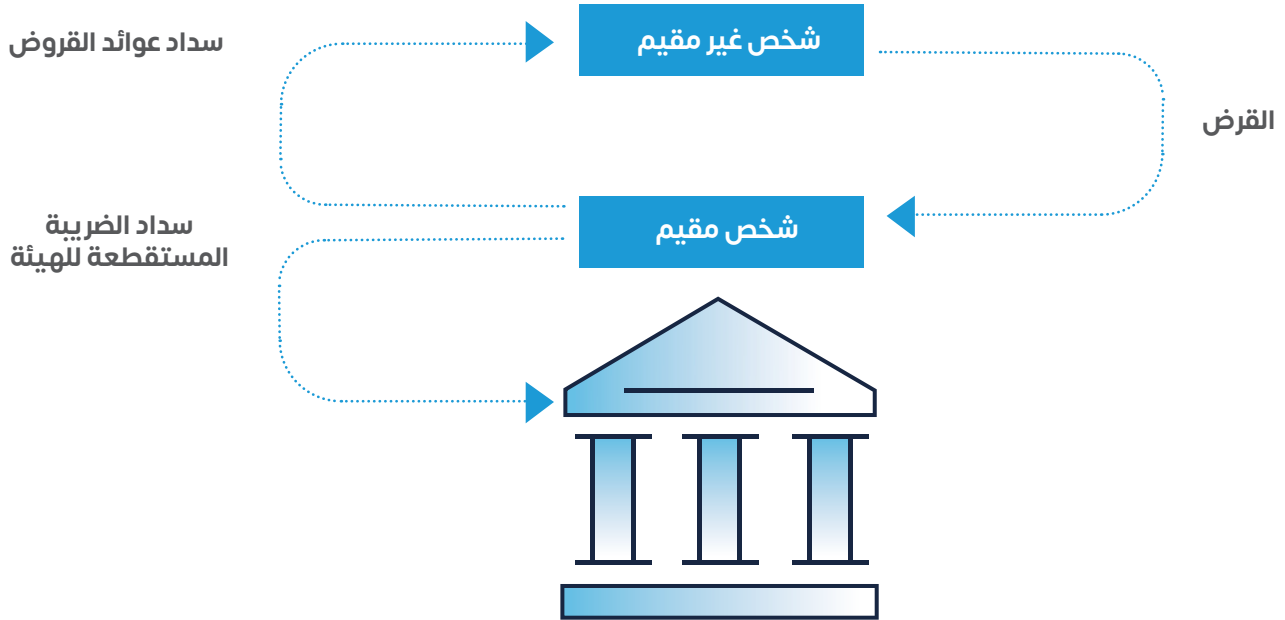 شخص غير مقيم
سداد عوائد القروض
القرض
شخص مقيم
سداد الضريبة
المستقطعة للهيئة